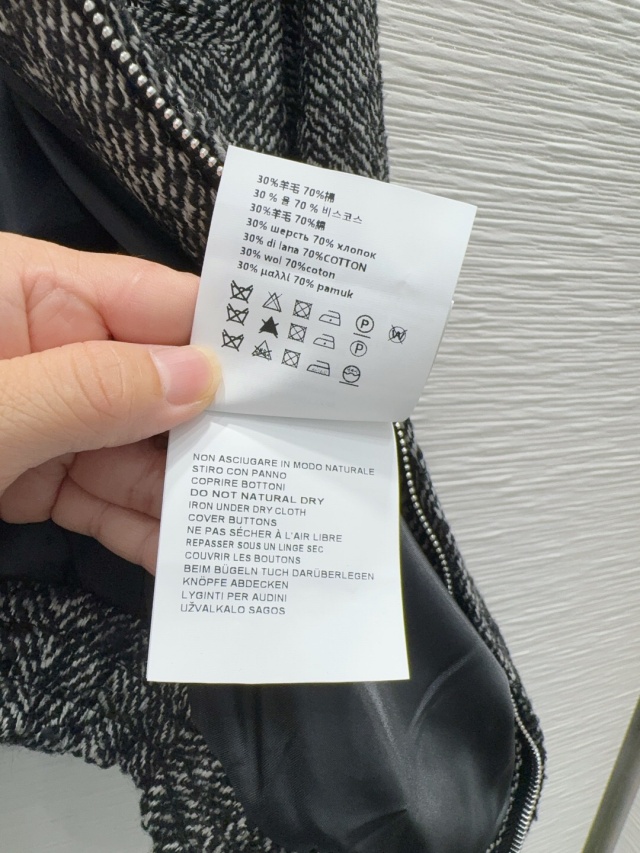 30%羊毛 70%棉
30 % 울 70 % 비스코스
30%羊毛 70%綿
30% шерсть 70% хлопок
30% di lana 70%COTTON
30% wol 70%coton
30% μαλλί 70% pamuk
P
W
P
NON ASCIUGARE IN MODO NATURALE
STIRO CON PANNO
COPRIRE BOTTONI
DO NOT NATURAL DRY
IRON UNDER DRY CLOTH
COVER BUTTONS
NE PAS SÉCHER À L'AIR LIBRE
REPASSER SOUS UN LINGE SEC
COUVRIR LES BOUTONS
BEIM BÜGELN TUCH DARÜBERLEGEN
KNÖPFE ABDECKEN
LYGINTI PER AUDINI
UŽVALKALO SAGOS